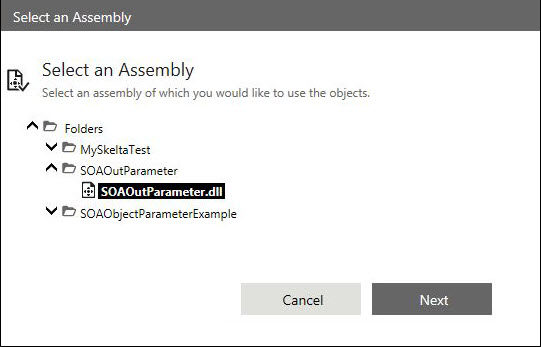 Select an Assembly
Select an Assembly
Select an assembly of which you would like to use the objects.
Folders
MySkeltaTest
SOAOutParameter
SOAOutParameter.dll
SOAObjectParameterExample
Cancel Next